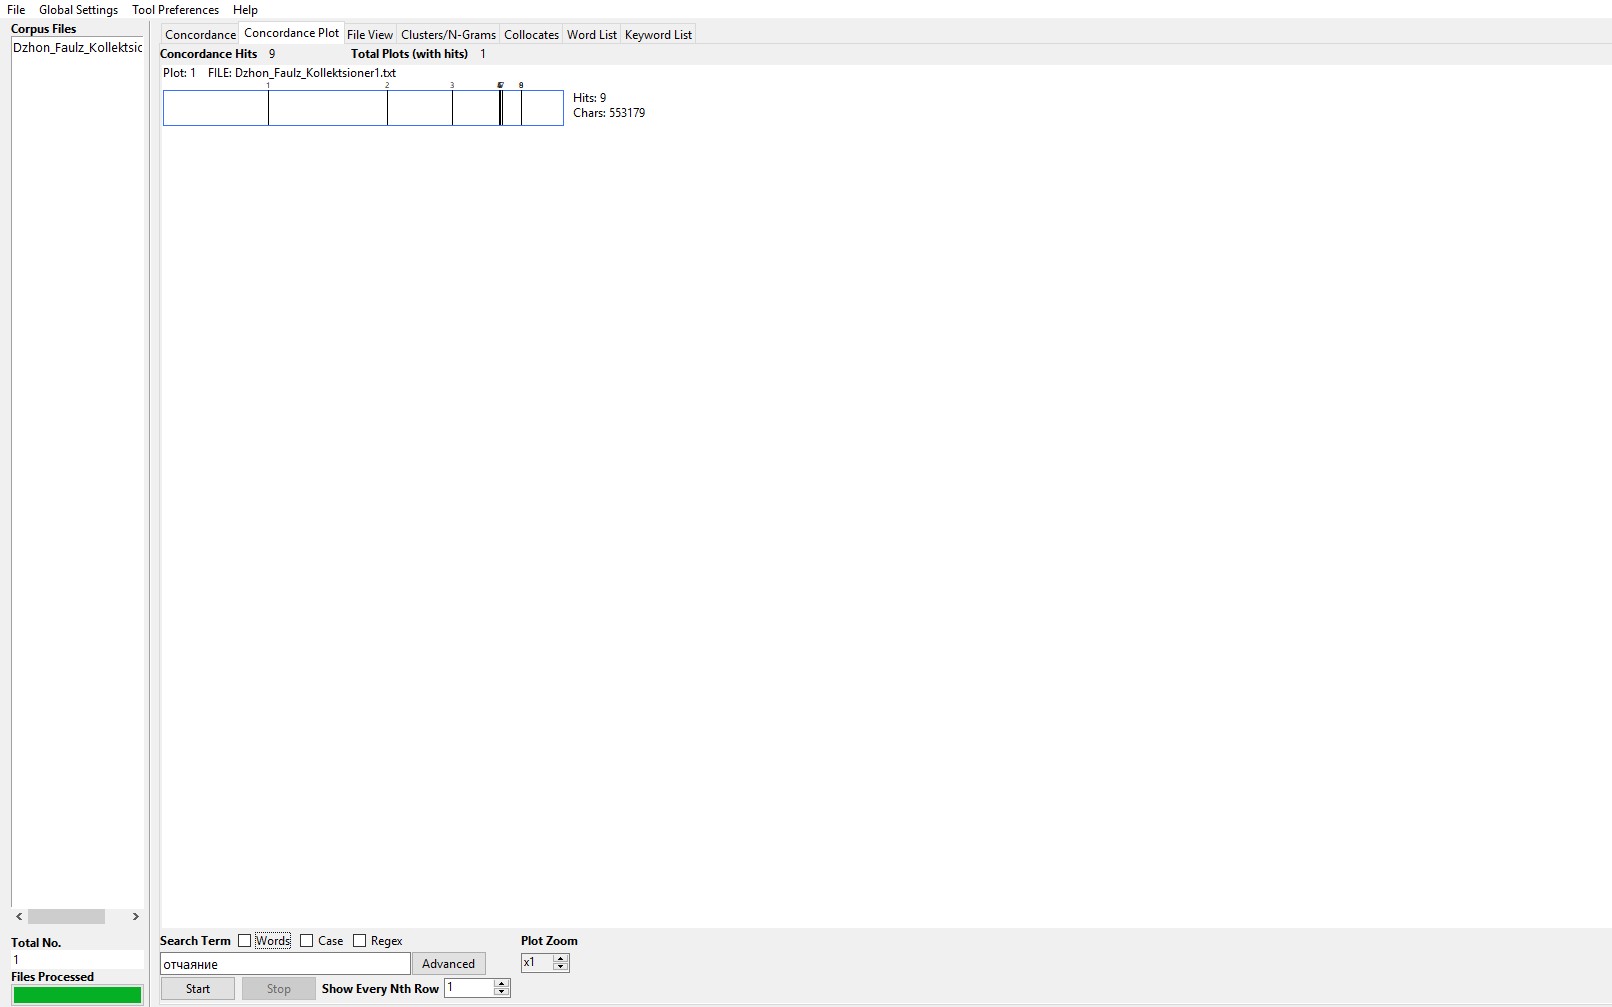 File Global Settings Tool Preferences Help
Corpus Files
Dzhon_Faulz_Kollektsic
Concordance Concordance Plot File View Clusters/N-Grams Collocates Word List Keyword List
Concordance Hits 9 Total Plots (with hits) 1
Plot: 1 FILE: Dzhon_Faulz_Kollektsioner1.txt
1 2 3
Hits: 9
Chars: 553179
Total No.
1
Files Processed
Search Term Words Case Regex Plot Zoom
отчаяние Advanced x1
Start Stop Show Every Nth Row 1